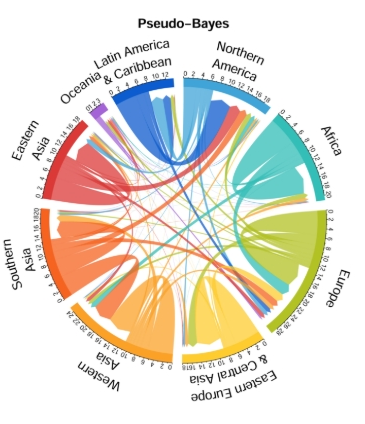 Pseudo−Bayes
Latin America
& Caribbean
Northern
America
Africa
Europe
Eastern Europe
& Central Asia
Western
Asia
Southern
Asia
Eastern
Asia
Oceania
0 2 4 6 8 10 12
0 2 4 6 8 10 12 14 16 18
0 2 4 6 8 10 12 14 16 18 20
0 2 4 6 8 10 12 14 16 18 20 22 24 26 28
0 2 4 6 8 10 12 14 16 18
0 2 4 6 8 10 12 14 16 18 20 22 24
0 2 4 6 8 10 12 14 16 18 20
0 2 4 6 8 10 12 14 16 18
0 1 2 3